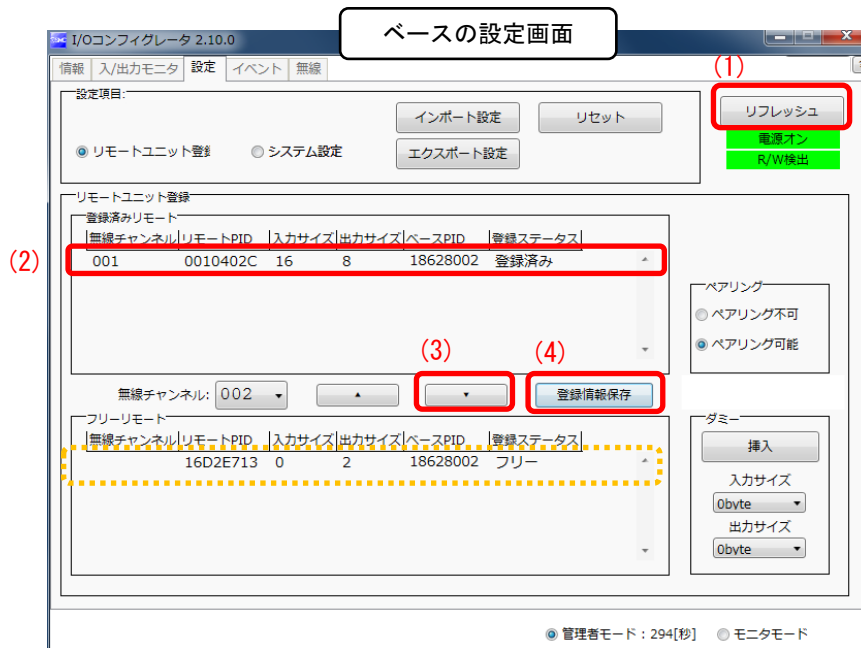 ベースの設定画面
I/Oコンフィグレータ 2.10.0
情報 入/出力モニタ 設定 イベント 無線
(1)
設定項目:
インポート設定 リセット リフレッシュ
電源オン
リモートユニット登 システム設定 エクスポート設定 R/W検出
リモートユニット登録
登録済みリモート
無線チャンネル リモートPID 入力サイズ 出力サイズ ベースPID 登録ステータス
(2) 001 0010402C 16 8 18628002 登録済み
ペアリング
ペアリング不可
ペアリング可能
(3) (4)
無線チャンネル: 002 ▲ ▼ 登録情報保存
フリーリモート ダミー
無線チャンネル リモートPID 入力サイズ 出力サイズ ベースPID 登録ステータス
16D2E713 0 2 18628002 フリー
挿入
入力サイズ
0byte
出力サイズ
0byte
管理者モード:294[秒] モニタモード